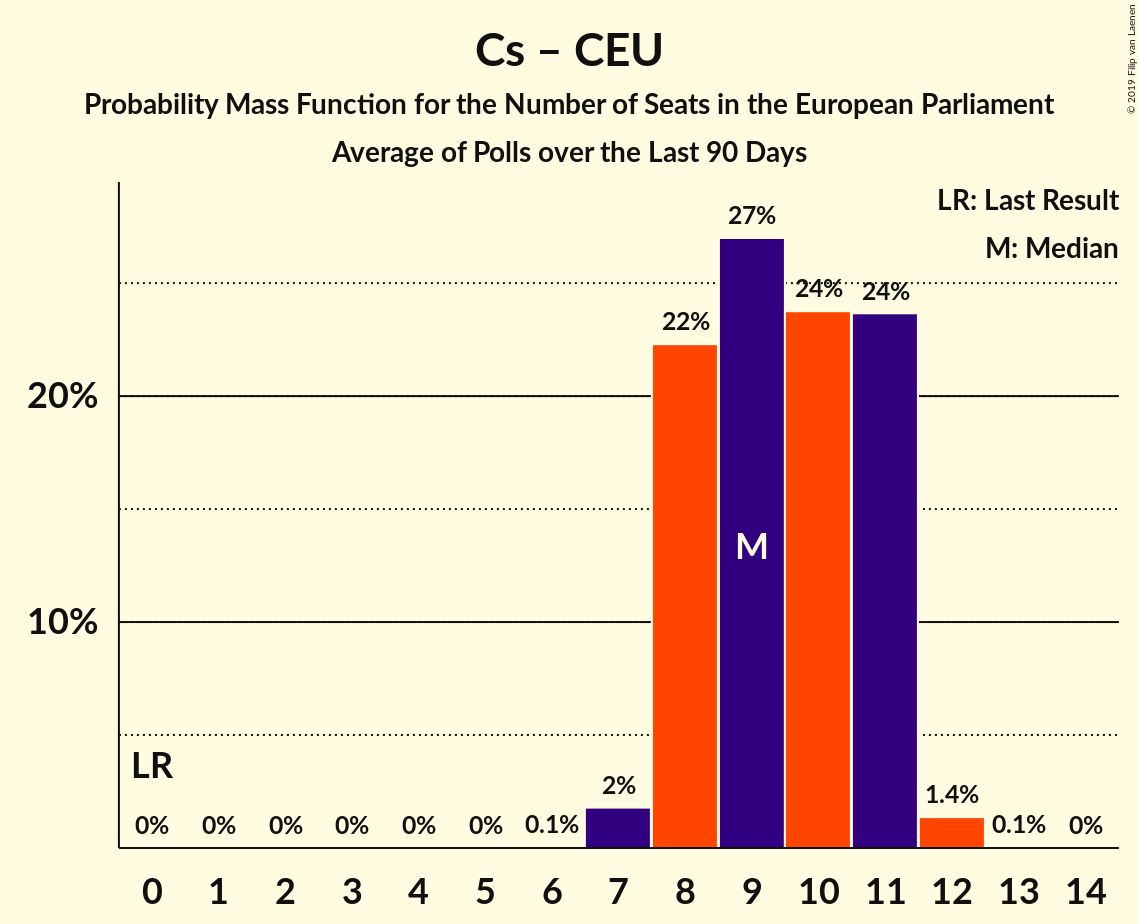 Cs – CEU
Probability Mass Function for the Number of Seats in the European Parliament
Average of Polls over the Last 90 Days
© 2019 Filip van Laenen
LR: Last Result
M: Median
27%
24%
24%
22%
20%
M
10%
LR
2%
1.4%
0%
0%
0%
0%
0%
0%
0.1%
0.1%
0%
0 1 2 3 4 5 6 7 8 9 10 11 12 13 14